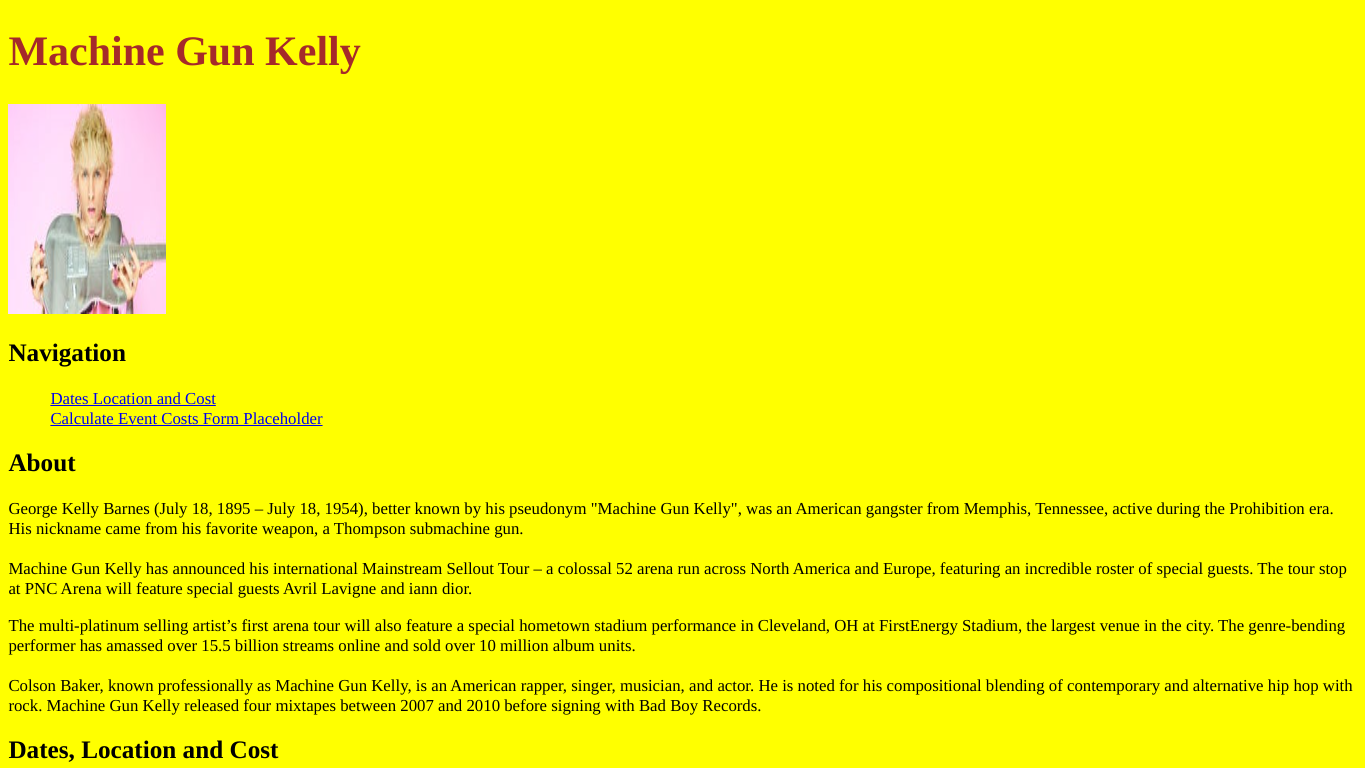 Machine Gun Kelly
Navigation
Dates Location and Cost
Calculate Event Costs Form Placeholder
About
George Kelly Barnes (July 18, 1895 – July 18, 1954), better known by his pseudonym "Machine Gun Kelly", was an American gangster from Memphis, Tennessee, active during the Prohibition era.
His nickname came from his favorite weapon, a Thompson submachine gun.
Machine Gun Kelly has announced his international Mainstream Sellout Tour – a colossal 52 arena run across North America and Europe, featuring an incredible roster of special guests. The tour stop
at PNC Arena will feature special guests Avril Lavigne and iann dior.
The multi-platinum selling artist’s first arena tour will also feature a special hometown stadium performance in Cleveland, OH at FirstEnergy Stadium, the largest venue in the city. The genre-bending
performer has amassed over 15.5 billion streams online and sold over 10 million album units.
Colson Baker, known professionally as Machine Gun Kelly, is an American rapper, singer, musician, and actor. He is noted for his compositional blending of contemporary and alternative hip hop with
rock. Machine Gun Kelly released four mixtapes between 2007 and 2010 before signing with Bad Boy Records.
Dates, Location and Cost